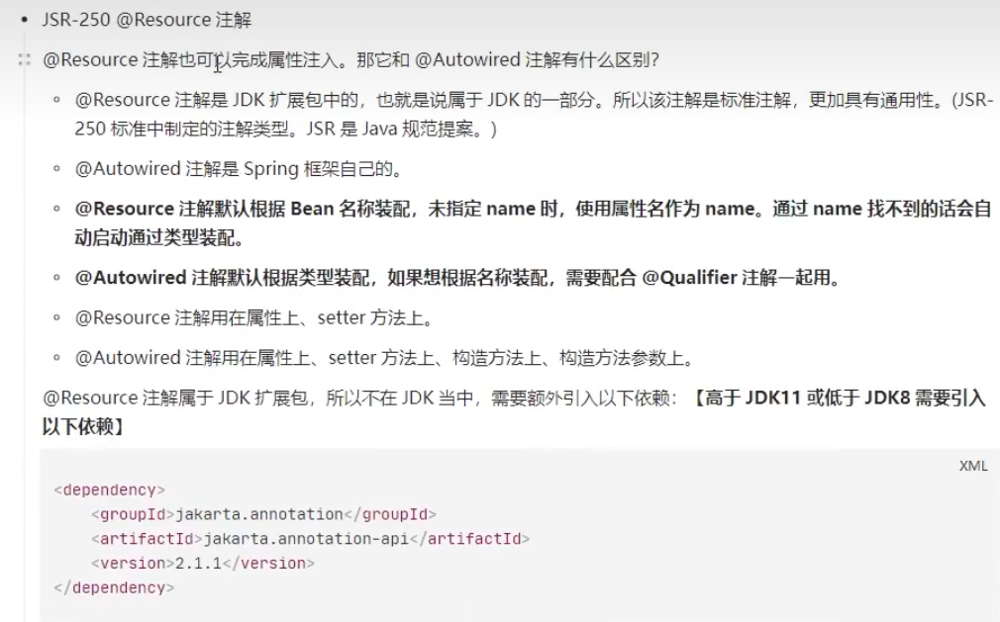 • JSR-250 @Resource 注解
@Resource 注解也可以完成属性注入。那它和 @Autowired 注解有什么区别？
◦ @Resource 注解是 JDK 扩展包中的，也就是说属于 JDK 的一部分。所以该注解是标准注解，更加具有通用性。(JSR-
250 标准中制定的注解类型。JSR 是 Java 规范提案。)
◦ @Autowired 注解是 Spring 框架自己的。
◦ @Resource 注解默认根据 Bean 名称装配，未指定 name 时，使用属性名作为 name。通过 name 找不到的话会自
动启动通过类型装配。
◦ @Autowired 注解默认根据类型装配，如果想根据名称装配，需要配合 @Qualifier 注解一起用。
◦ @Resource 注解用在属性上、setter 方法上。
◦ @Autowired 注解用在属性上、setter 方法上、构造方法上、构造方法参数上。
@Resource 注解属于 JDK 扩展包，所以不在 JDK 当中，需要额外引入以下依赖：【高于 JDK11 或低于 JDK8 需要引入
以下依赖】
XML
<dependency>
    <groupId>jakarta.annotation</groupId>
    <artifactId>jakarta.annotation-api</artifactId>
    <version>2.1.1</version>
</dependency>